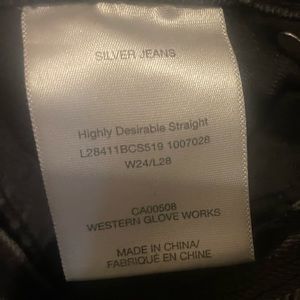 SILVER JEANS
Highly Desirable Straight
L28411BCS519 1007028
W24/L28
CA00508
WESTERN GLOVE WORKS
MADE IN CHINA/
FABRIQUÉ EN CHINE